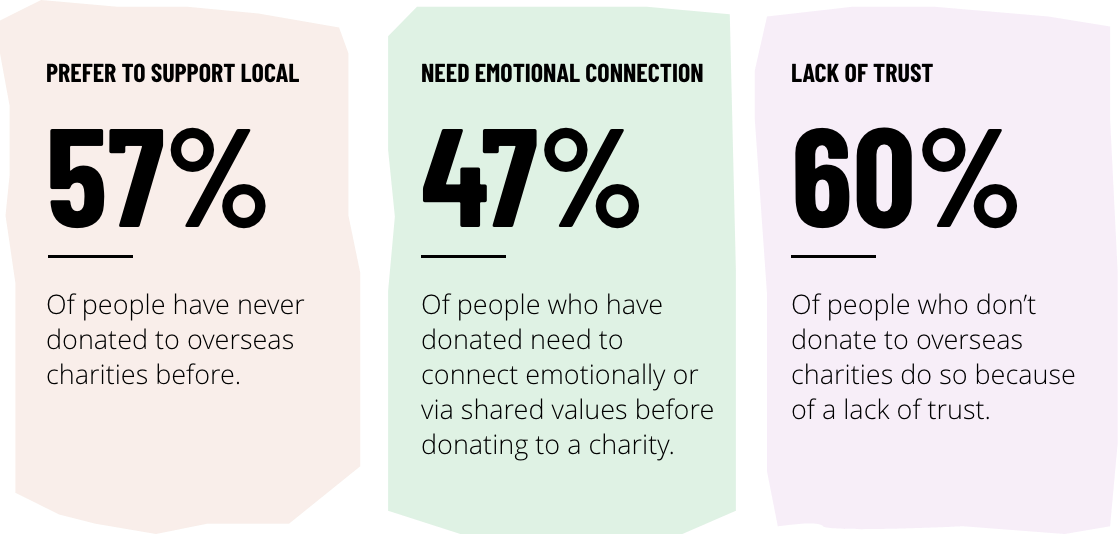 PREFER TO SUPPORT LOCAL
57%
Of people have never
donated to overseas
charities before.
NEED EMOTIONAL CONNECTION
47%
Of people who have
donated need to
connect emotionally or
via shared values before
donating to a charity.
LACK OF TRUST
60%
Of people who don’t
donate to overseas
charities do so because
of a lack of trust.